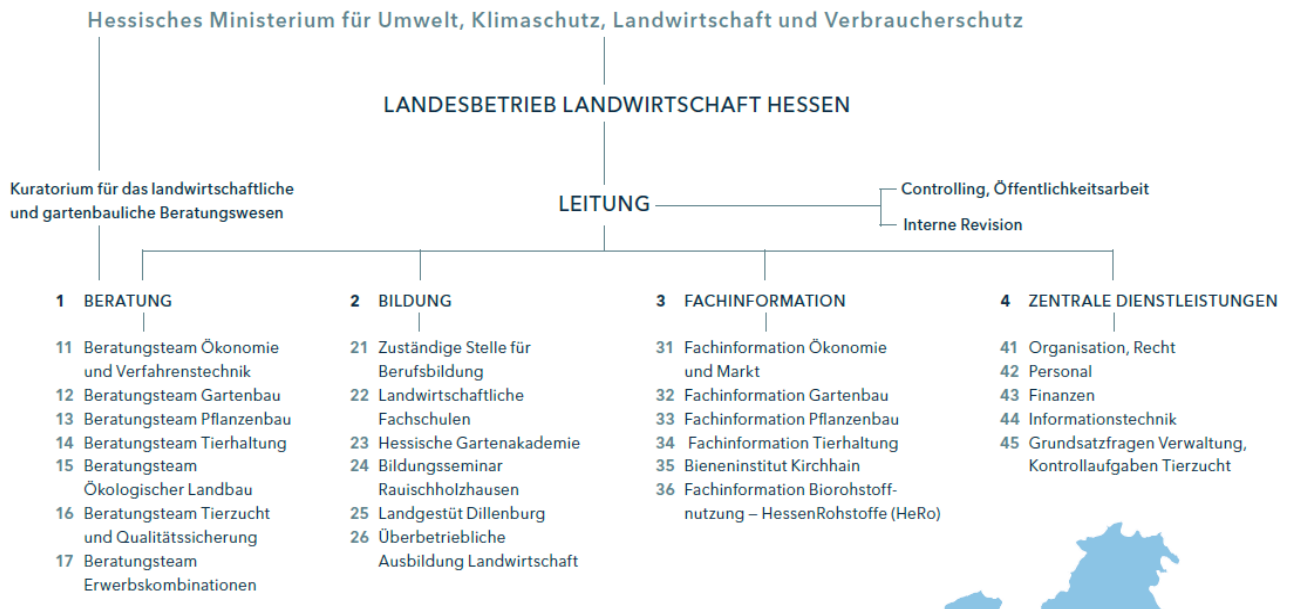 Hessisches Ministerium für Umwelt, Klimaschutz, Landwirtschaft und Verbraucherschutz
LANDESBETRIEB LANDWIRTSCHAFT HESSEN
Kuratorium für das landwirtschaftliche
und gartenbauliche Beratungswesen
LEITUNG
Controlling, Öffentlichkeitsarbeit
Interne Revision
1 BERATUNG
11 Beratungsteam Ökonomie
und Verfahrenstechnik
12 Beratungsteam Gartenbau
13 Beratungsteam Pflanzenbau
14 Beratungsteam Tierhaltung
15 Beratungsteam
Ökologischer Landbau
16 Beratungsteam Tierzucht
und Qualitätssicherung
17 Beratungsteam
Erwerbskombinationen
2 BILDUNG
21 Zuständige Stelle für
Berufsbildung
22 Landwirtschaftliche
Fachschulen
23 Hessische Gartenakademie
24 Bildungsseminar
Rauischholzhausen
25 Landgestüt Dillenburg
26 Überbetriebliche
Ausbildung Landwirtschaft
3 FACHINFORMATION
31 Fachinformation Ökonomie
und Markt
32 Fachinformation Gartenbau
33 Fachinformation Pflanzenbau
34 Fachinformation Tierhaltung
35 Bieneninstitut Kirchhain
36 Fachinformation Biorohstoff-
nutzung – HessenRohstoffe (HeRo)
4 ZENTRALE DIENSTLEISTUNGEN
41 Organisation, Recht
42 Personal
43 Finanzen
44 Informationstechnik
45 Grundsatzfragen Verwaltung,
Kontrollaufgaben Tierzucht